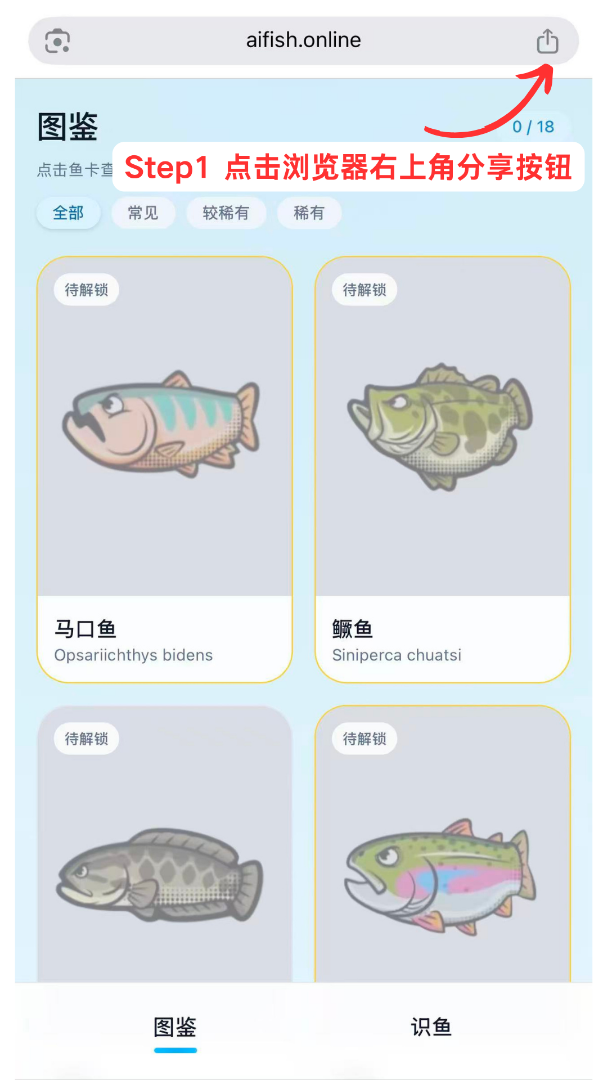 aifish.online
图鉴
0 / 18
点击鱼卡查
Step1 点击浏览器右上角分享按钮
全部 常见 较稀有 稀有
待解锁 待解锁
马口鱼 鳜鱼
Opsariichthys bidens Siniperca chuatsi
待解锁 待解锁
图鉴 识鱼